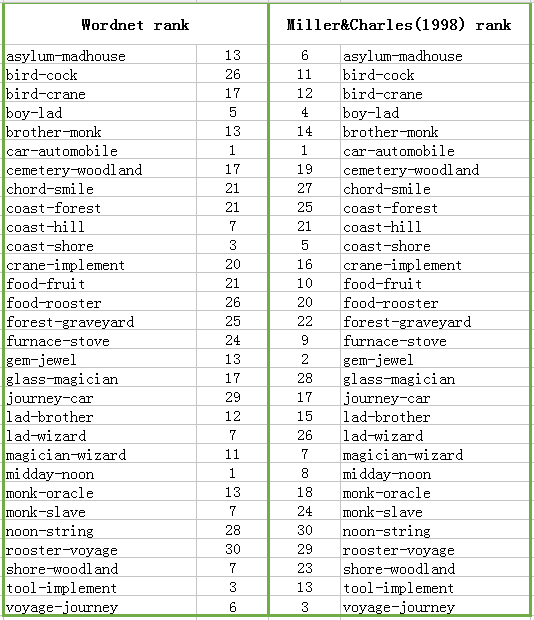 Wordnet rank Miller&Charles(1998) rank
asylum-madhouse 13 6 asylum-madhouse
bird-cock 26 11 bird-cock
bird-crane 17 12 bird-crane
boy-lad 5 4 boy-lad
brother-monk 13 14 brother-monk
car-automobile 1 1 car-automobile
cemetery-woodland 17 19 cemetery-woodland
chord-smile 21 27 chord-smile
coast-forest 21 25 coast-forest
coast-hill 7 21 coast-hill
coast-shore 3 5 coast-shore
crane-implement 20 16 crane-implement
food-fruit 21 10 food-fruit
food-rooster 26 20 food-rooster
forest-graveyard 25 22 forest-graveyard
furnace-stove 24 9 furnace-stove
gem-jewel 13 2 gem-jewel
glass-magician 17 28 glass-magician
journey-car 29 17 journey-car
lad-brother 12 15 lad-brother
lad-wizard 7 26 lad-wizard
magician-wizard 11 7 magician-wizard
midday-noon 1 8 midday-noon
monk-oracle 13 18 monk-oracle
monk-slave 7 24 monk-slave
noon-string 28 30 noon-string
rooster-voyage 30 29 rooster-voyage
shore-woodland 7 23 shore-woodland
tool-implement 3 13 tool-implement
voyage-journey 6 3 voyage-journey